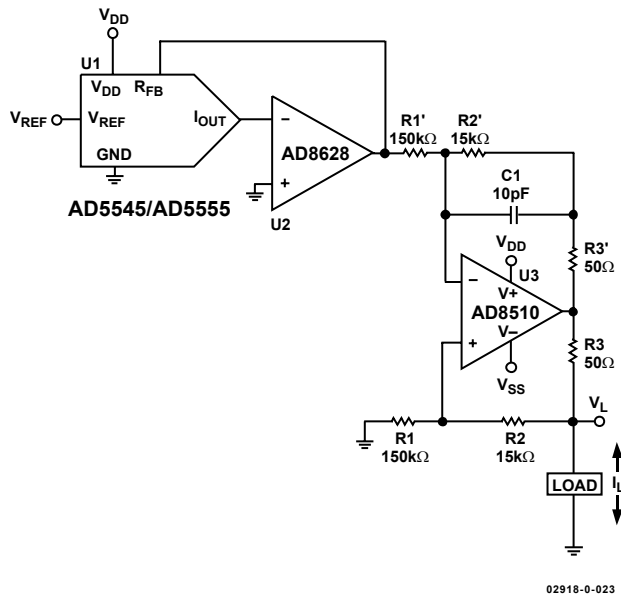 VDD
U1
VDD RFB
VREF VREF IOUT
GND
AD5545/AD5555
−
AD8628
+
U2
R1'
150kΩ
R2'
15kΩ
C1
10pF
VDD
U3
−
V+
AD8510
V−
+
VSS
R3'
50Ω
R3
50Ω
VL
R1
150kΩ
R2
15kΩ
LOAD IL
02918-0-023